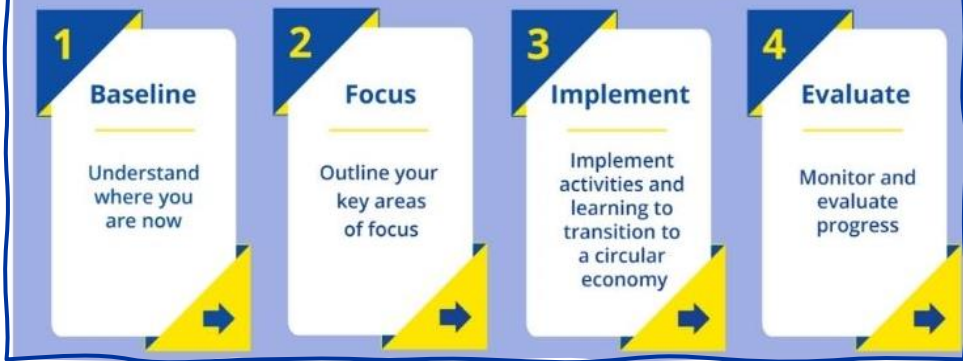 1
Baseline
Understand
where you
are now
2
Focus
Outline your
key areas
of focus
3
Implement
Implement
activities and
learning to
transition to
a circular
economy
4
Evaluate
Monitor and
evaluate
progress